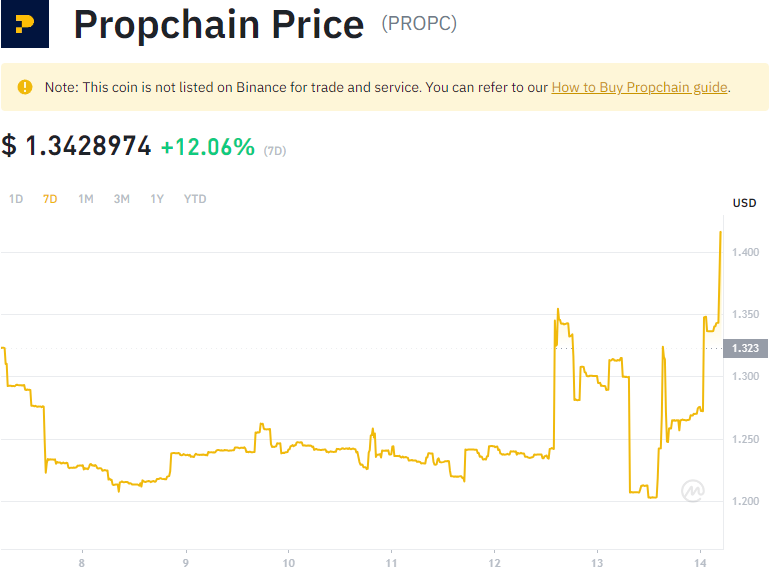 Propchain Price (PROPC)
Note: This coin is not listed on Binance for trade and service. You can refer to our How to Buy Propchain guide.
$ 1.3428974 +12.06% (7D)
1D 7D 1M 3M 1Y YTD
USD
1.400
1.350
1.323
1.300
1.250
1.200
8 9 10 11 12 13 14